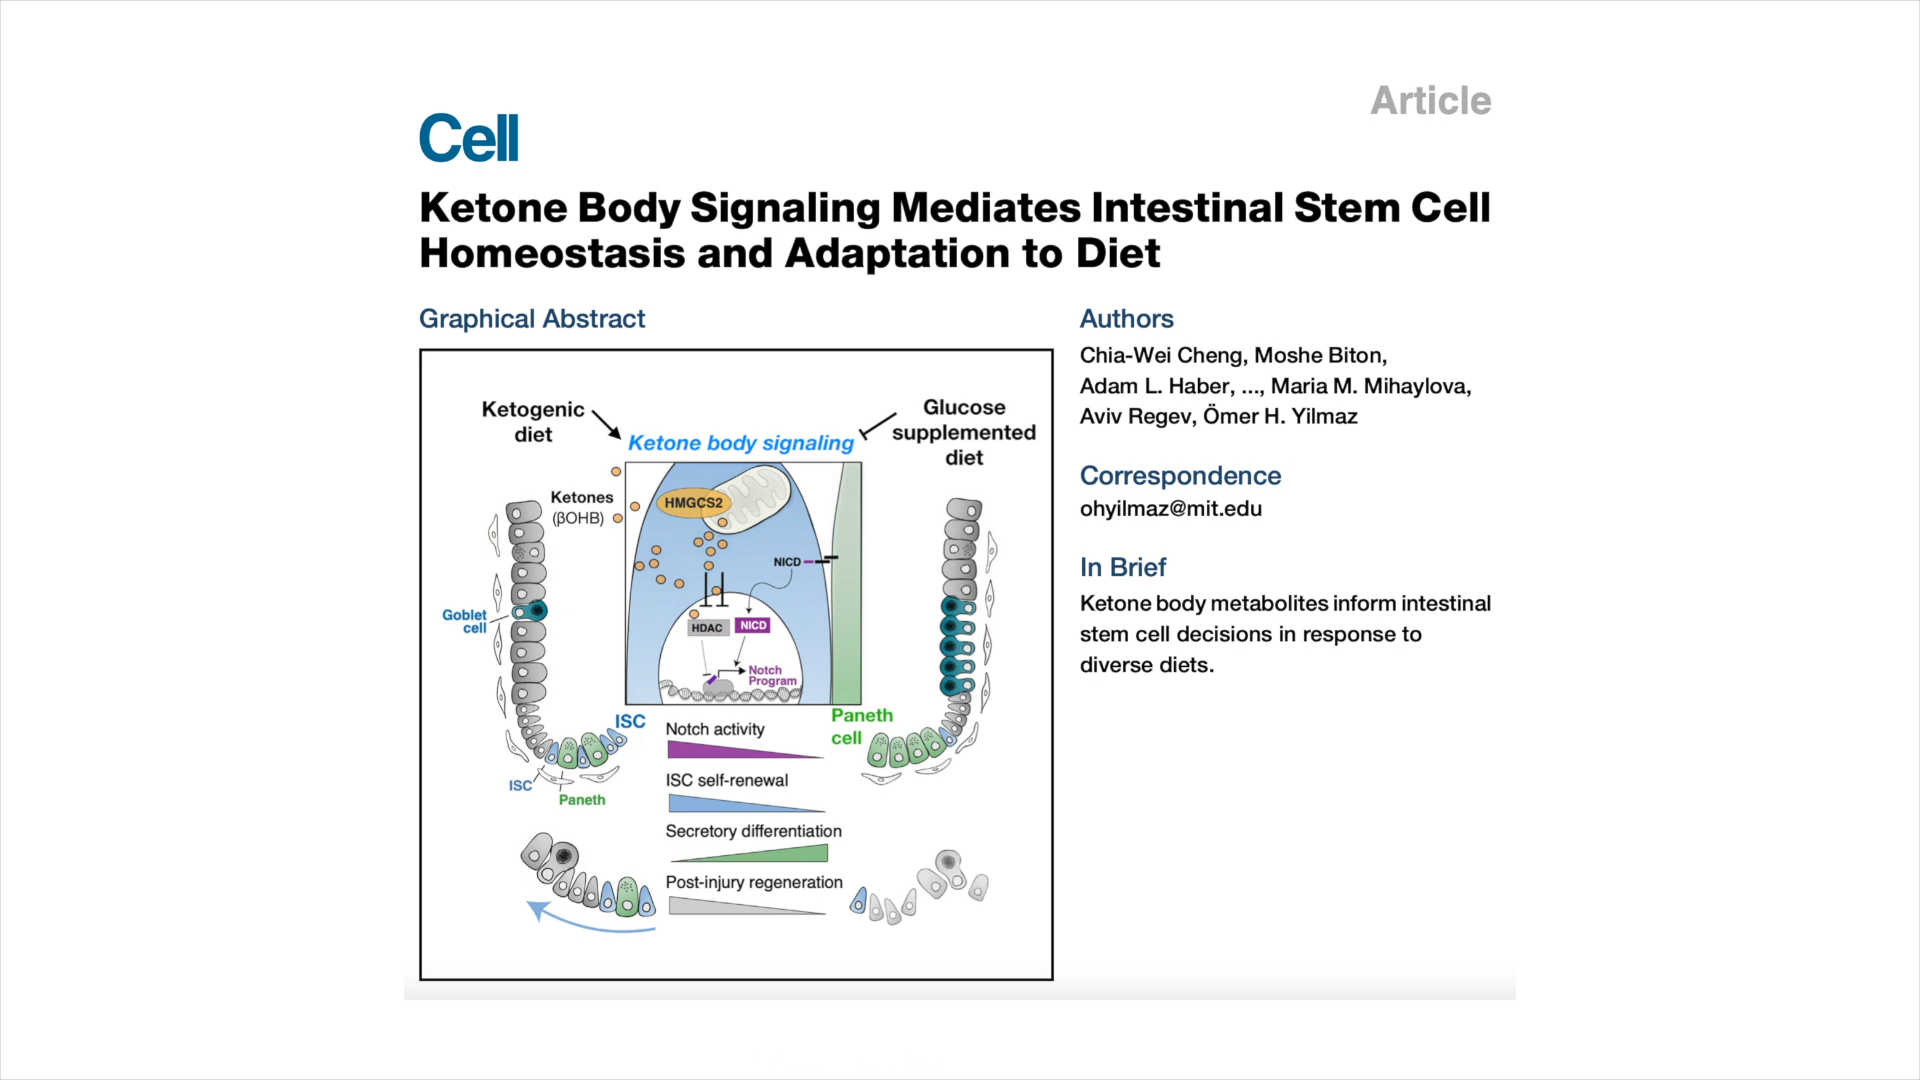 Article
Cell
Ketone Body Signaling Mediates Intestinal Stem Cell
Homeostasis and Adaptation to Diet
Graphical Abstract
Ketogenic
diet
Ketone body signaling
Glucose
supplemented
diet
Ketones
(βOHB)
HMGCS2
NICD
HDAC
NICD
Notch
Program
Goblet
cell
ISC
Paneth
cell
ISC
Paneth
Notch activity
ISC self-renewal
Secretory differentiation
Post-injury regeneration
Authors
Chia-Wei Cheng, Moshe Biton,
Adam L. Haber, ..., Maria M. Mihaylova,
Aviv Regev, Ömer H. Yilmaz
Correspondence
ohyilmaz@mit.edu
In Brief
Ketone body metabolites inform intestinal
stem cell decisions in response to
diverse diets.